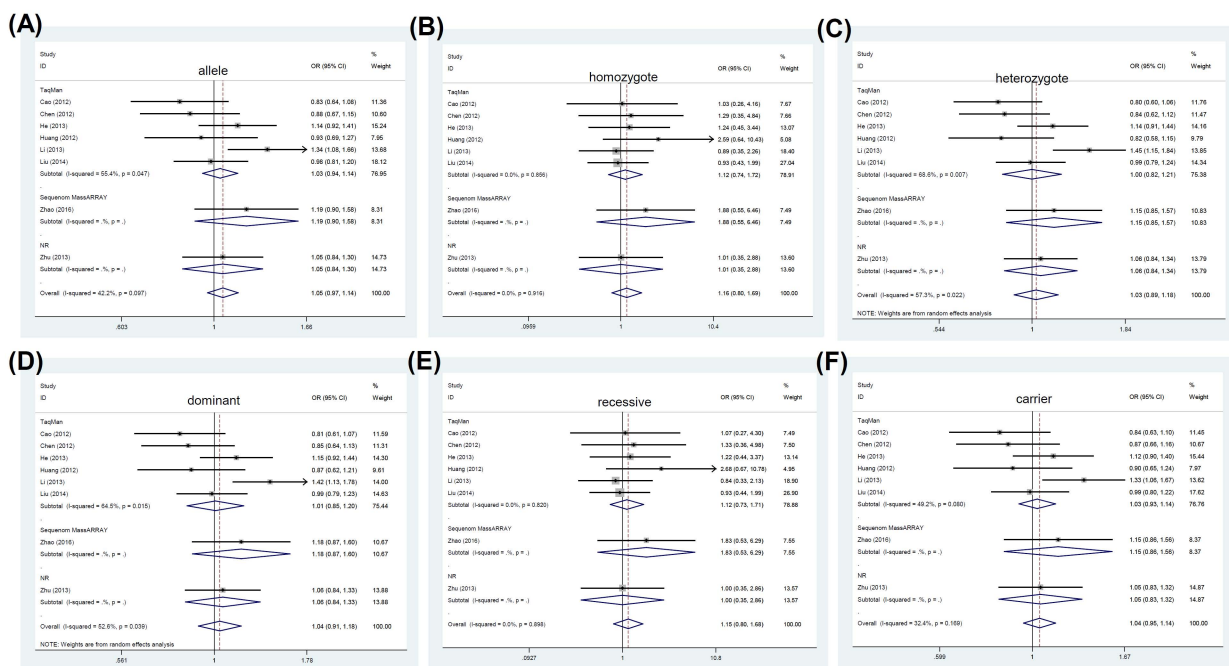 (A)
Study %
ID OR (95% CI) Weight
allele
TaqMan
Cao (2012) 0.83 (0.64, 1.08) 11.36
Chen (2012) 0.88 (0.67, 1.15) 10.60
He (2013) 1.14 (0.92, 1.41) 15.24
Huang (2012) 0.93 (0.69, 1.27) 7.95
Li (2013) 1.34 (1.08, 1.66) 13.68
Liu (2014) 0.98 (0.81, 1.20) 18.12
Subtotal (I-squared = 55.4%, p = 0.047) 1.03 (0.94, 1.14) 76.95
.
Sequenom MassARRAY
Zhao (2016) 1.19 (0.90, 1.58) 8.31
Subtotal (I-squared = .%, p = .) 1.19 (0.90, 1.58) 8.31
.
NR
Zhu (2013) 1.05 (0.84, 1.30) 14.73
Subtotal (I-squared = .%, p = .) 1.05 (0.84, 1.30) 14.73
.
Overall (I-squared = 42.2%, p = 0.097) 1.05 (0.97, 1.14) 100.00
.603 1 1.66
(B)
Study %
ID OR (95% CI) Weight
homozygote
TaqMan
Cao (2012) 1.03 (0.26, 4.16) 7.67
Chen (2012) 1.29 (0.35, 4.84) 7.66
He (2013) 1.24 (0.45, 3.44) 13.07
Huang (2012) 2.59 (0.64, 10.43) 5.08
Li (2013) 0.89 (0.35, 2.26) 18.40
Liu (2014) 0.93 (0.43, 1.99) 27.04
Subtotal (I-squared = 0.0%, p = 0.856) 1.12 (0.74, 1.72) 78.91
.
Sequenom MassARRAY
Zhao (2016) 1.88 (0.55, 6.46) 7.49
Subtotal (I-squared = .%, p = .) 1.88 (0.55, 6.46) 7.49
.
NR
Zhu (2013) 1.01 (0.35, 2.88) 13.60
Subtotal (I-squared = .%, p = .) 1.01 (0.35, 2.88) 13.60
.
Overall (I-squared = 0.0%, p = 0.916) 1.16 (0.80, 1.69) 100.00
.0959 1 10.4
(C)
Study %
ID OR (95% CI) Weight
heterozygote
TaqMan
Cao (2012) 0.80 (0.60, 1.06) 11.76
Chen (2012) 0.84 (0.62, 1.12) 11.47
He (2013) 1.14 (0.91, 1.44) 14.16
Huang (2012) 0.82 (0.58, 1.15) 9.79
Li (2013) 1.45 (1.15, 1.84) 13.85
Liu (2014) 0.99 (0.79, 1.24) 14.34
Subtotal (I-squared = 68.6%, p = 0.007) 1.00 (0.82, 1.21) 75.38
.
Sequenom MassARRAY
Zhao (2016) 1.15 (0.85, 1.57) 10.83
Subtotal (I-squared = .%, p = .) 1.15 (0.85, 1.57) 10.83
.
NR
Zhu (2013) 1.06 (0.84, 1.34) 13.79
Subtotal (I-squared = .%, p = .) 1.06 (0.84, 1.34) 13.79
.
Overall (I-squared = 57.3%, p = 0.022) 1.03 (0.89, 1.18) 100.00
NOTE: Weights are from random effects analysis
.544 1 1.84
(D)
Study %
ID OR (95% CI) Weight
dominant
TaqMan
Cao (2012) 0.81 (0.61, 1.07) 11.59
Chen (2012) 0.85 (0.64, 1.13) 11.31
He (2013) 1.15 (0.92, 1.44) 14.30
Huang (2012) 0.87 (0.62, 1.21) 9.61
Li (2013) 1.42 (1.13, 1.78) 14.00
Liu (2014) 0.99 (0.79, 1.23) 14.63
Subtotal (I-squared = 64.5%, p = 0.015) 1.01 (0.85, 1.20) 75.44
.
Sequenom MassARRAY
Zhao (2016) 1.18 (0.87, 1.60) 10.67
Subtotal (I-squared = .%, p = .) 1.18 (0.87, 1.60) 10.67
.
NR
Zhu (2013) 1.06 (0.84, 1.33) 13.88
Subtotal (I-squared = .%, p = .) 1.06 (0.84, 1.33) 13.88
.
Overall (I-squared = 52.6%, p = 0.039) 1.04 (0.91, 1.18) 100.00
NOTE: Weights are from random effects analysis
.561 1 1.78
(E)
Study %
ID OR (95% CI) Weight
recessive
TaqMan
Cao (2012) 1.07 (0.27, 4.30) 7.49
Chen (2012) 1.33 (0.36, 4.98) 7.50
He (2013) 1.22 (0.44, 3.37) 13.14
Huang (2012) 2.68 (0.67, 10.78) 4.95
Li (2013) 0.84 (0.33, 2.13) 18.90
Liu (2014) 0.93 (0.44, 1.99) 26.90
Subtotal (I-squared = 0.0%, p = 0.820) 1.12 (0.73, 1.71) 78.88
.
Sequenom MassARRAY
Zhao (2016) 1.83 (0.53, 6.29) 7.55
Subtotal (I-squared = .%, p = .) 1.83 (0.53, 6.29) 7.55
.
NR
Zhu (2013) 1.00 (0.35, 2.86) 13.57
Subtotal (I-squared = .%, p = .) 1.00 (0.35, 2.86) 13.57
.
Overall (I-squared = 0.0%, p = 0.898) 1.15 (0.80, 1.68) 100.00
.0927 1 10.8
(F)
Study %
ID OR (95% CI) Weight
carrier
TaqMan
Cao (2012) 0.84 (0.63, 1.10) 11.45
Chen (2012) 0.87 (0.66, 1.16) 10.67
He (2013) 1.12 (0.90, 1.40) 15.44
Huang (2012) 0.90 (0.65, 1.24) 7.97
Li (2013) 1.33 (1.06, 1.67) 13.62
Liu (2014) 0.99 (0.80, 1.22) 17.62
Subtotal (I-squared = 49.2%, p = 0.080) 1.03 (0.93, 1.14) 76.76
.
Sequenom MassARRAY
Zhao (2016) 1.15 (0.86, 1.56) 8.37
Subtotal (I-squared = .%, p = .) 1.15 (0.86, 1.56) 8.37
.
NR
Zhu (2013) 1.05 (0.83, 1.32) 14.87
Subtotal (I-squared = .%, p = .) 1.05 (0.83, 1.32) 14.87
.
Overall (I-squared = 32.4%, p = 0.169) 1.04 (0.95, 1.14) 100.00
.599 1 1.67